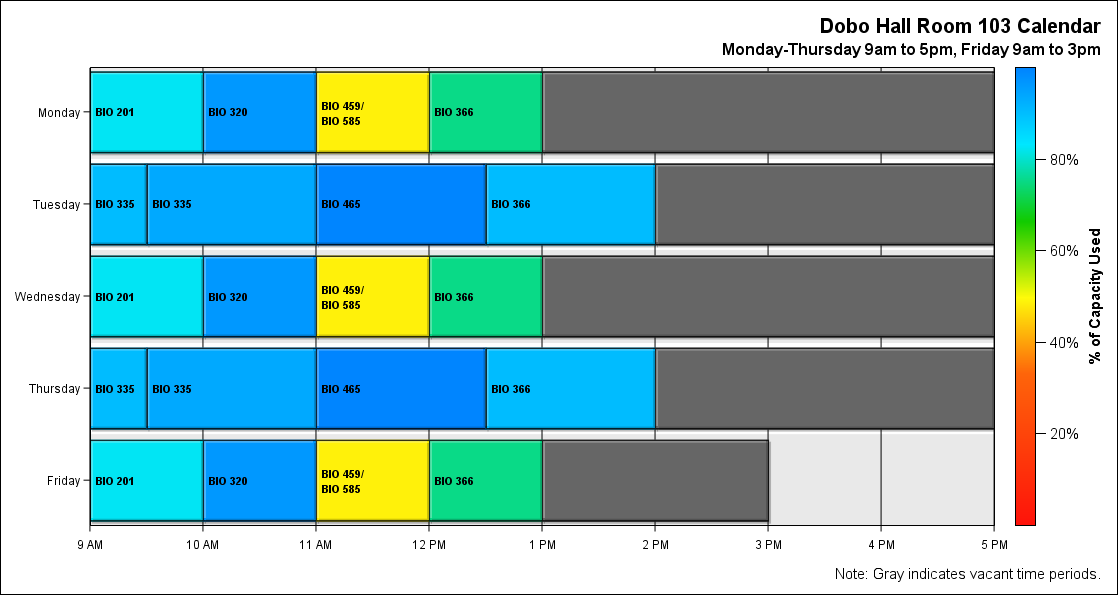 Dobo Hall Room 103 Calendar
Monday-Thursday 9am to 5pm, Friday 9am to 3pm
Monday
BIO 201
BIO 320
BIO 459/
BIO 585
BIO 366
Tuesday
BIO 335
BIO 335
BIO 465
BIO 366
Wednesday
BIO 201
BIO 320
BIO 459/
BIO 585
BIO 366
Thursday
BIO 335
BIO 335
BIO 465
BIO 366
Friday
BIO 201
BIO 320
BIO 459/
BIO 585
BIO 366
9 AM
10 AM
11 AM
12 PM
1 PM
2 PM
3 PM
4 PM
5 PM
80%
60%
40%
20%
% of Capacity Used
Note: Gray indicates vacant time periods.